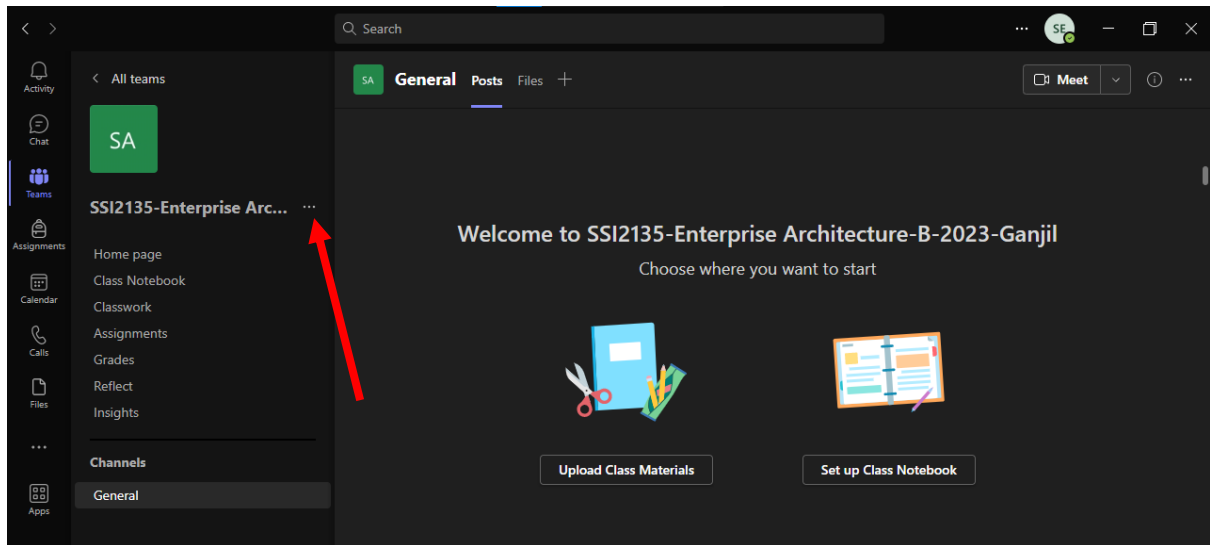 Search
SE
Activity
Chat
Teams
Assignments
Calendar
Calls
Files
Apps
All teams
SA
SSI2135-Enterprise Arc... ...
Home page
Class Notebook
Classwork
Assignments
Grades
Reflect
Insights
Channels
General
SA General Posts Files
Meet
Welcome to SSI2135-Enterprise Architecture-B-2023-Ganjil
Choose where you want to start
Upload Class Materials
Set up Class Notebook